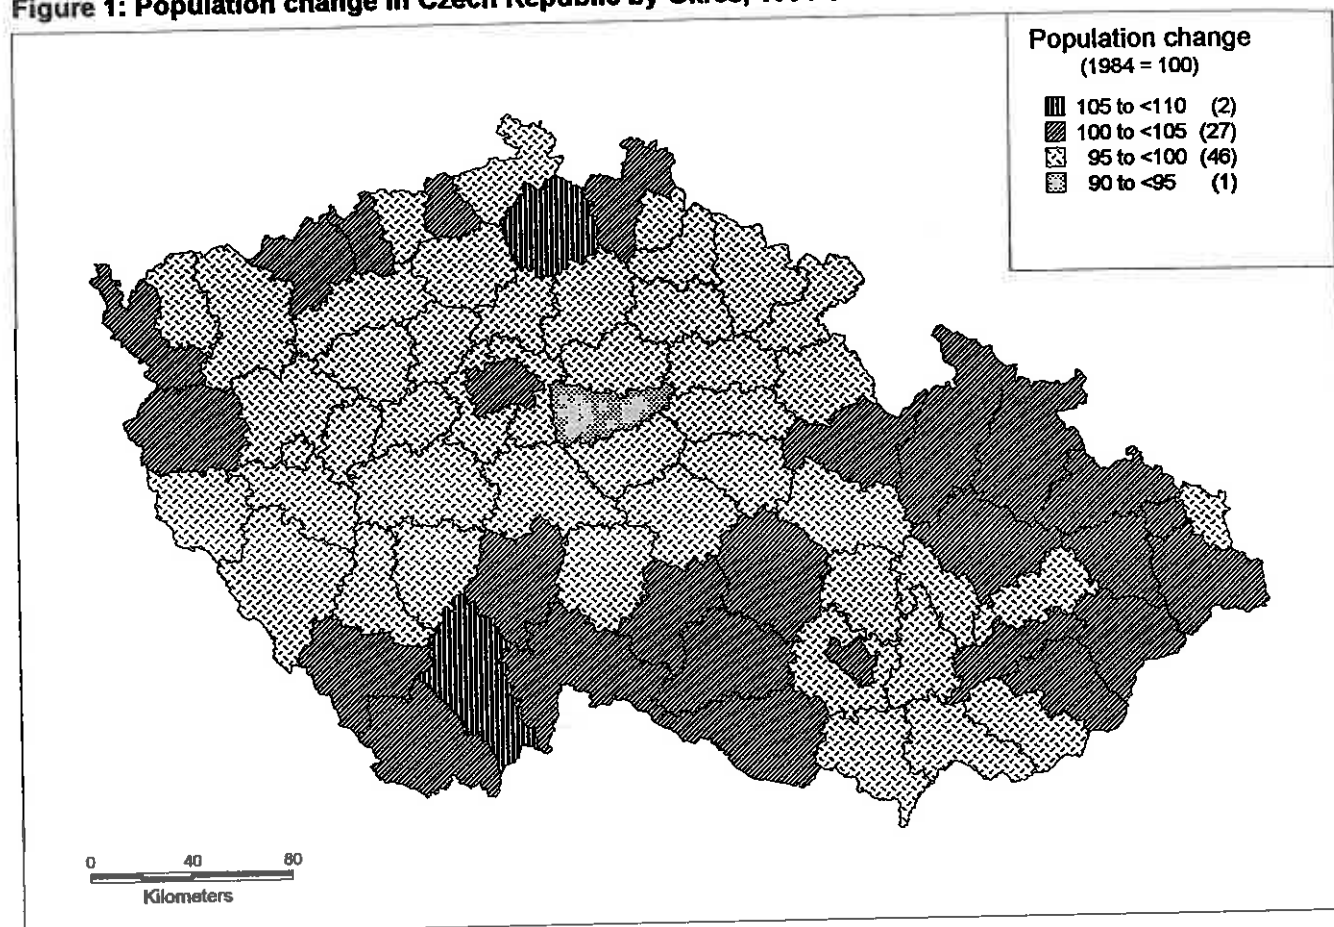 Figure 1: Population change in Czech Republic by
Population change
(1984 = 100)
105 to <110 (2)
100 to <105 (27)
95 to <100 (46)
90 to <95 (1)
0 40 80
Kilometers